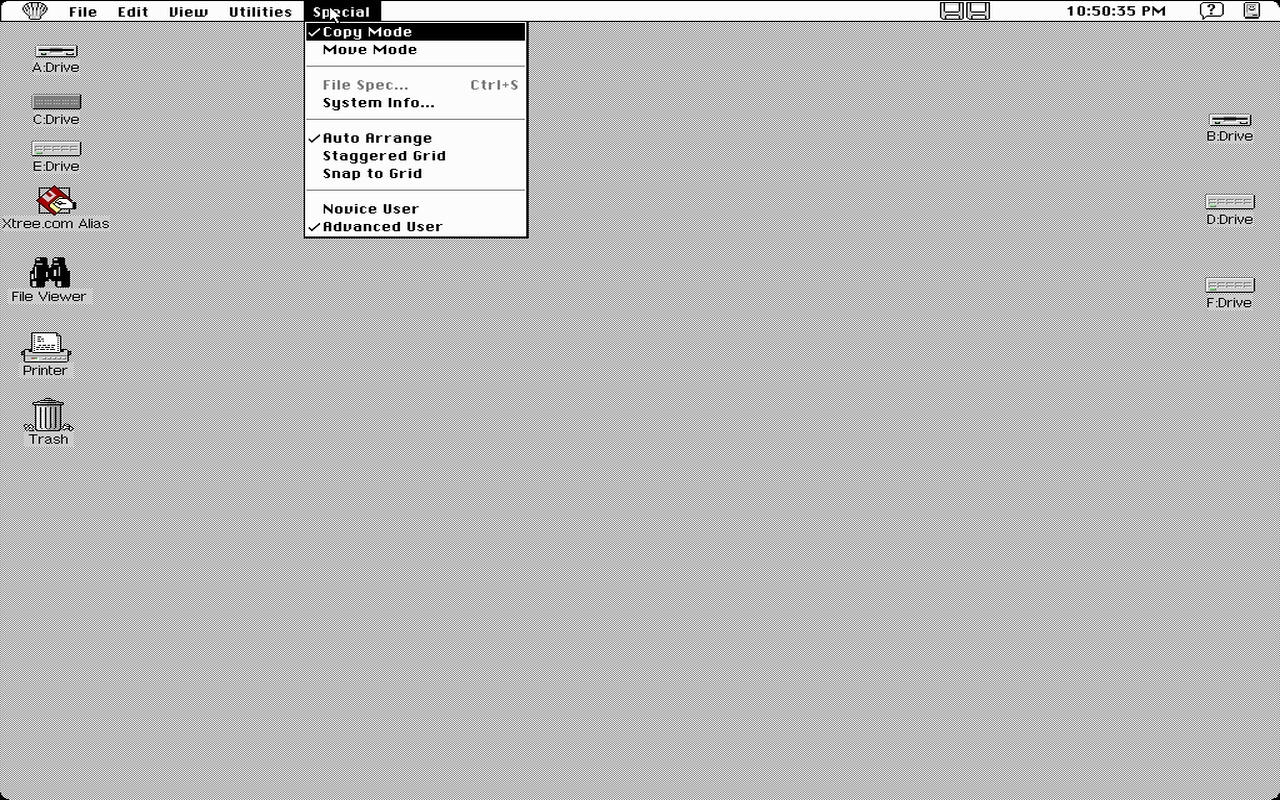 File Edit View Utilities Special 10:50:35 PM ?
✓Copy Mode
Move Mode
File Spec... Ctrl+S
System Info...
✓Auto Arrange
Staggered Grid
Snap to Grid
Novice User
✓Advanced User
A:Drive
C:Drive
E:Drive
Xtree.com Alias
File Viewer
Printer
Trash
B:Drive
D:Drive
F:Drive